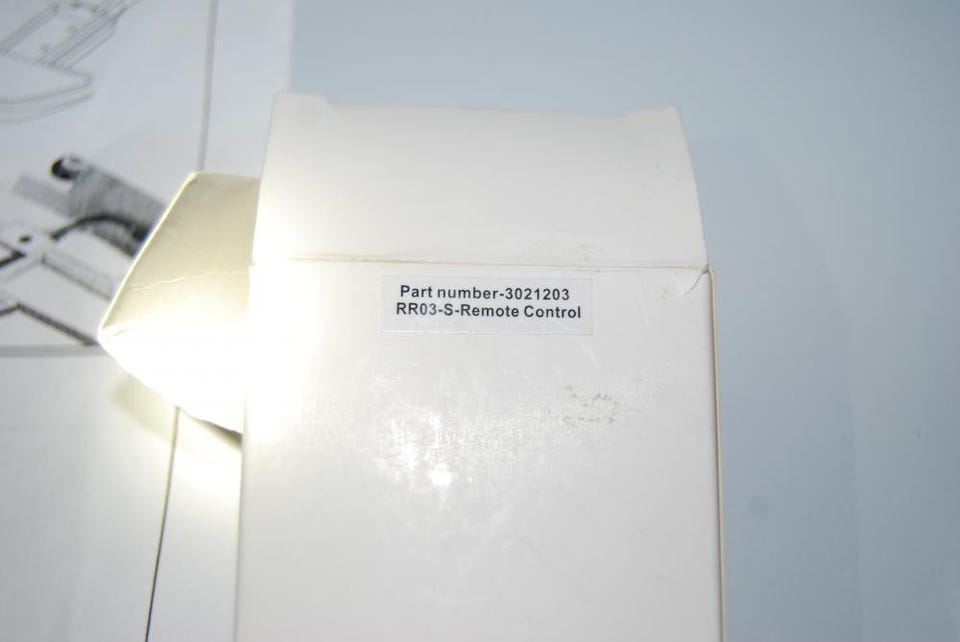 Part number-3021203
RR03-S-Remote Control